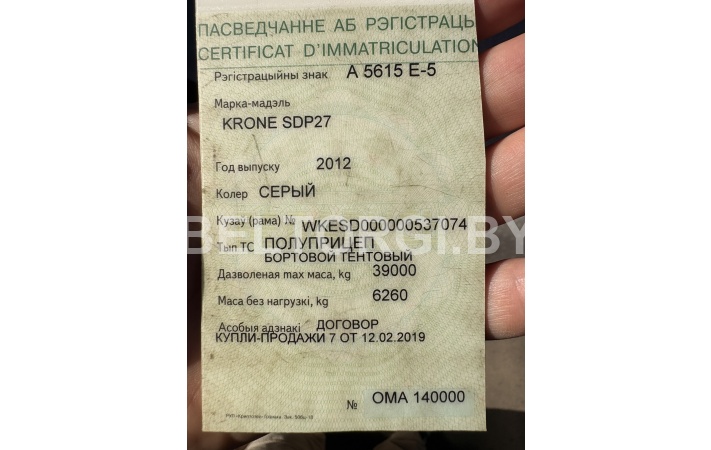 ПАСВЕДЧАННЕ АБ РЭГІСТРАЦЫ
CERTIFICAT D'IMMATRICULATION
Рэгістрацыйны знак A 5615 E-5
Марка-мадэль
KRONE SDP27
Год выпуску 2012
Колер СЕРЫЙ
Кузаў (рама) № WKESD000000537074
BELTORGI.BY
Тып ТС ПОЛУПРИЦЕП
БОРТОВОЙ ТЕНТОВЫЙ
Дазволеная max маса, kg 39000
Маса без нагрузкі, kg 6260
Асобыя адзнакі ДОГОВОР
КУПЛИ-ПРОДАЖИ 7 ОТ 12.02.2019
№ OMA 140000